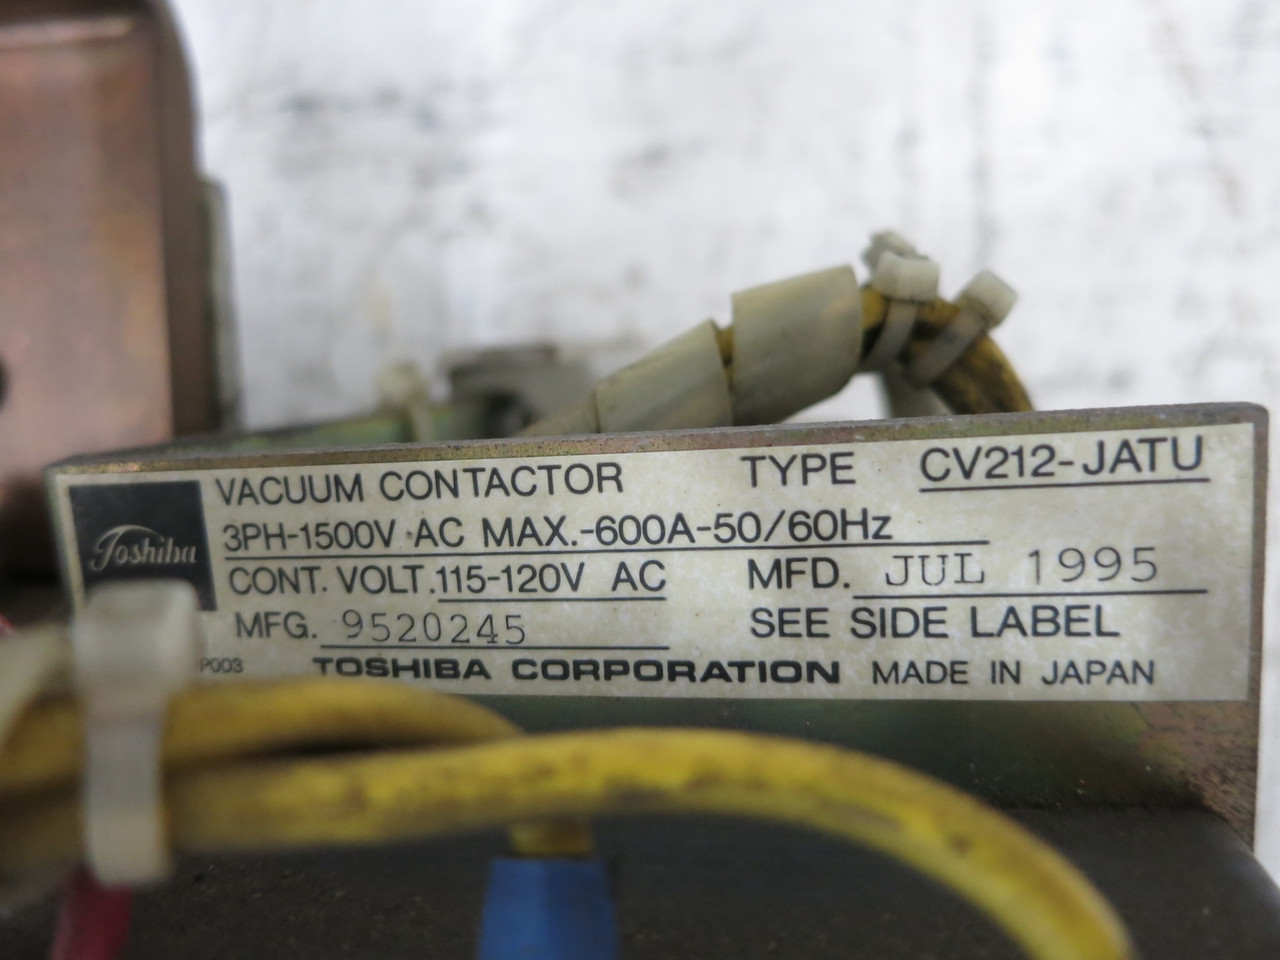 VACUUM CONTACTOR TYPE CV212-JATU
Toshiba
3PH-1500V AC MAX.-600A-50/60Hz
CONT. VOLT. 115-120V AC MFD. JUL 1995
MFG. 9520245 SEE SIDE LABEL
P003 TOSHIBA CORPORATION MADE IN JAPAN